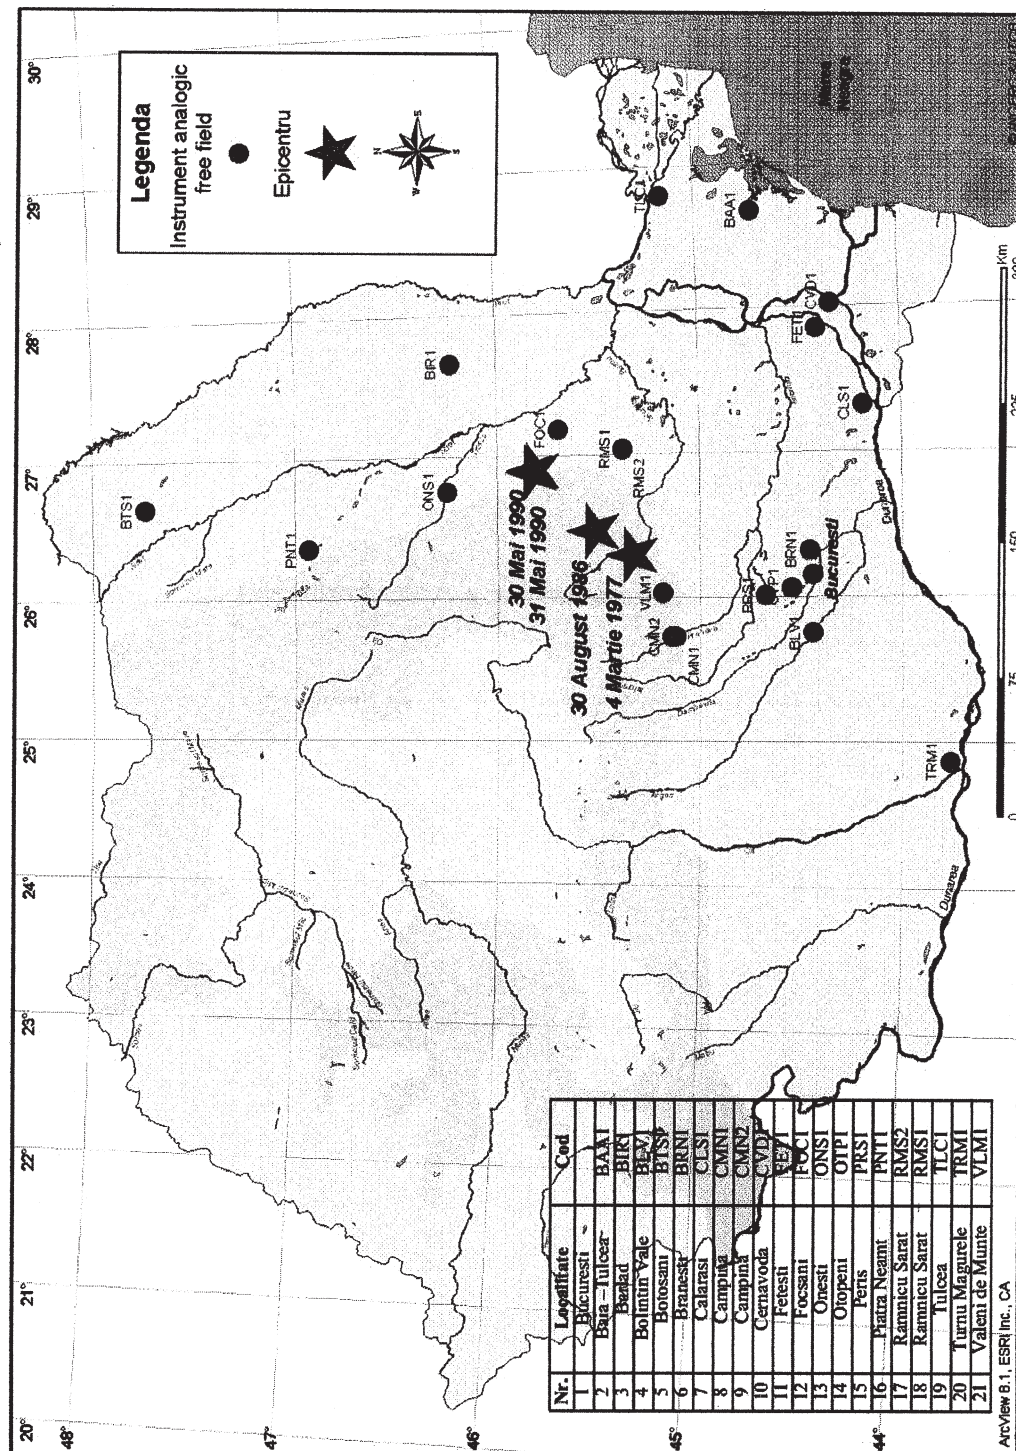 Legenda
Instrument analogic
free field
Epicentru
N
W
S
S
20°
21°
22°
23°
24°
25°
26°
27°
28°
29°
30°
48°
47°
46°
45°
44°
BTS1
PNT1
BIR1
ONS1
FOC1
RMS1
RMS2
30 Mai 1990
31 Mai 1990
30 August 1986
4 Martie 1977
VLM1
CMN2
CMN1
BRN1
BLV1
Bucuresti
TLC1
BAA1
CVD1
FET1
CLS1
TRM1
Dunarea
Dunarea
Marea
Neagra
0
75
150
225
Km
Nr. Localitate Cod
1 Bucuresti
2 Baia –Tulcea- BAA1
3 Barlad BIR1
4 Bolintin Vale BLV1
5 Botosani BTS1
6 Branesti BRN1
7 Calarasi CLS1
8 Campina CMN1
9 Campina CMN2
10 Cernavoda CVD1
11 Fetesti FET1
12 Focsani FOC1
13 Onesti ONS1
14 Otopeni OTP1
15 Peris PRS1
16 Piatra Neamt PNT1
17 Ramnicu Sarat RMS2
18 Ramnicu Sarat RMS1
19 Tulcea TLC1
20 Turnu Magurele TRM1
21 Valeni de Munte VLM1
ArcView 8.1, ESRI Inc., CA